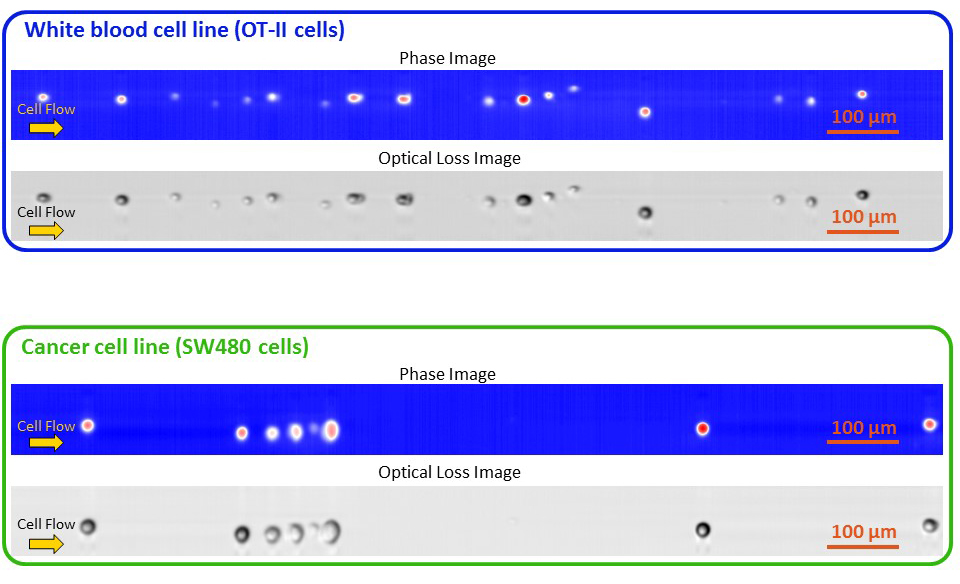 White blood cell line (OT-II cells)
Phase Image
Cell Flow
100 µm
Optical Loss Image
Cell Flow
100 µm
Cancer cell line (SW480 cells)
Phase Image
Cell Flow
100 µm
Optical Loss Image
Cell Flow
100 µm